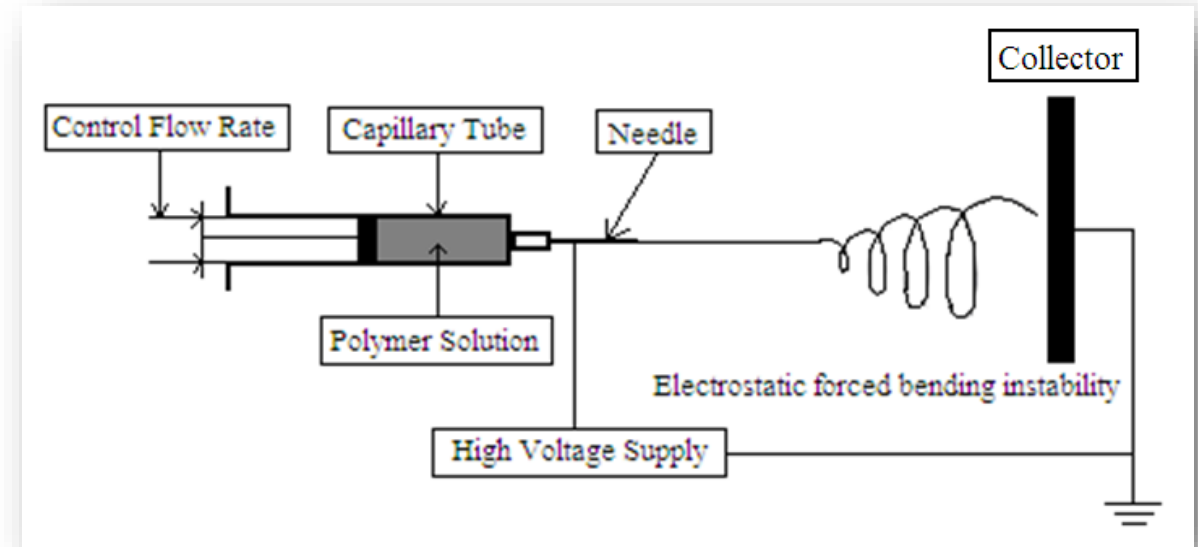 Collector
Control Flow Rate
Capillary Tube
Needle
Polymer Solution
Electrostatic forced bending instability
High Voltage Supply